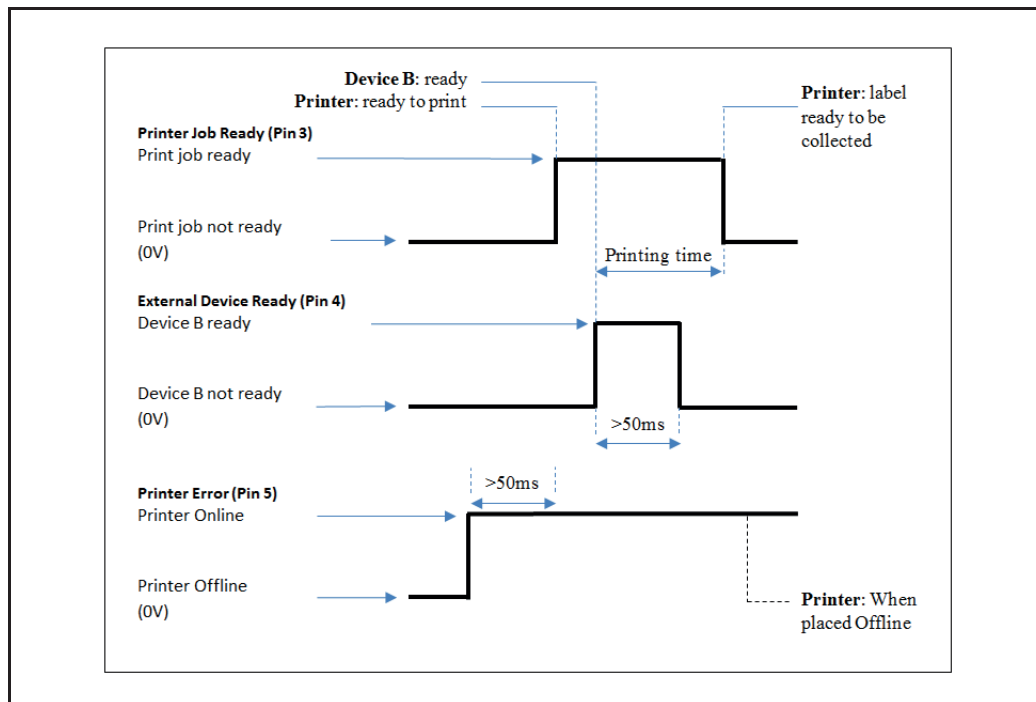 Device B: ready
Printer: ready to print
Printer: label
ready to be
collected
Printer Job Ready (Pin 3)
Print job ready
Print job not ready
(0V)
Printing time
External Device Ready (Pin 4)
Device B ready
Device B not ready
(0V)
>50ms
>50ms
Printer Error (Pin 5)
Printer Online
Printer Offline
(0V)
Printer: When
placed Offline